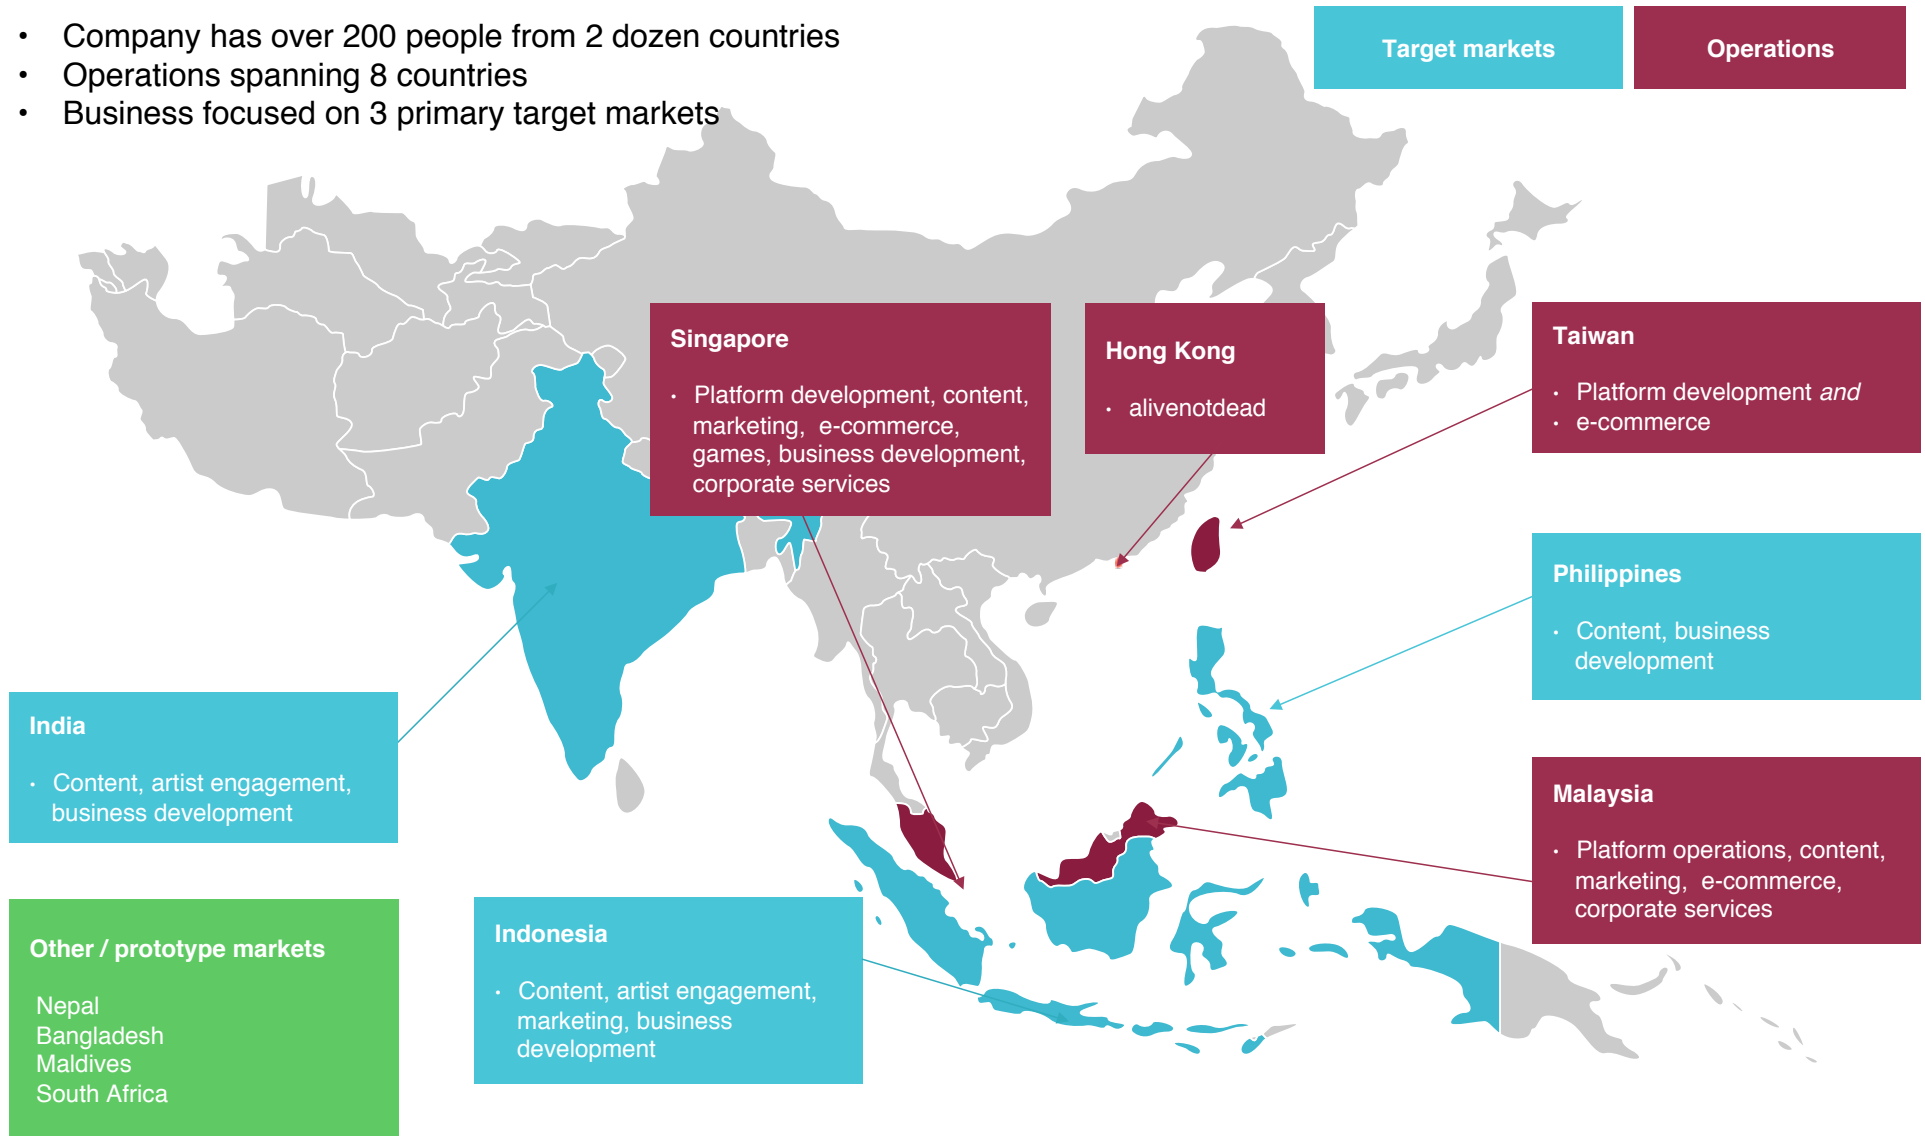 • Company has over 200 people from 2 dozen countries
• Operations spanning 8 countries
• Business focused on 3 primary target markets
Target markets
Operations
Singapore
• Platform development, content,
marketing, e-commerce,
games, business development,
corporate services
Hong Kong
• alivenotdead
Taiwan
• Platform development and
• e-commerce
Philippines
• Content, business
development
India
• Content, artist engagement,
business development
Malaysia
• Platform operations, content,
marketing, e-commerce,
corporate services
Other / prototype markets
Nepal
Bangladesh
Maldives
South Africa
Indonesia
• Content, artist engagement,
marketing, business
development